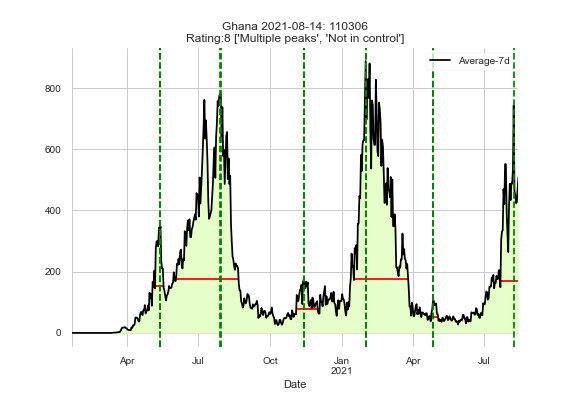 Ghana 2021-08-14: 110306
Rating:8 ['Multiple peaks', 'Not in control']
Average-7d
800
600
400
200
0
Apr
Jul
Oct
Jan
2021
Apr
Jul
Date